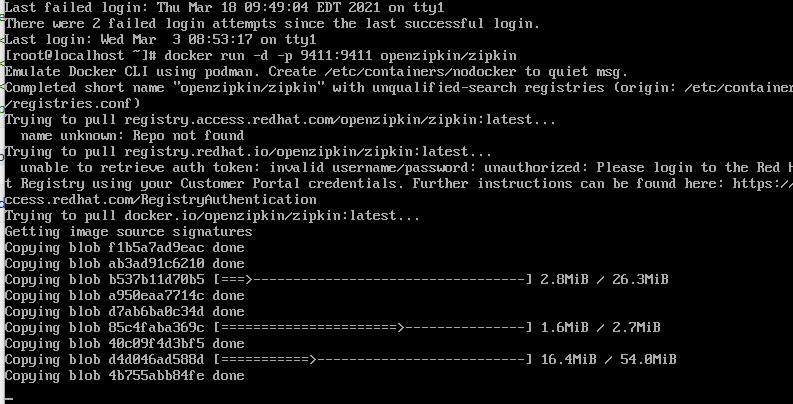 Last failed login: Thu Mar 18 09:49:04 EDT 2021 on tty1
There were 2 failed login attempts since the last successful login.
Last login: Wed Mar  3 08:53:17 on tty1
[root@localhost ~]# docker run -d -p 9411:9411 openzipkin/zipkin
Emulate Docker CLI using podman. Create /etc/containers/nodocker to quiet msg.
Completed short name "openzipkin/zipkin" with unqualified-search registries (origin: /etc/container
/registries.conf)
Trying to pull registry.access.redhat.com/openzipkin/zipkin:latest...
  name unknown: Repo not found
Trying to pull registry.redhat.io/openzipkin/zipkin:latest...
  unable to retrieve auth token: invalid username/password: unauthorized: Please login to the Red H
t Registry using your Customer Portal credentials. Further instructions can be found here: https:/
ccess.redhat.com/RegistryAuthentication
Trying to pull docker.io/openzipkin/zipkin:latest...
Getting image source signatures
Copying blob f1b5a7ad9eac done
Copying blob ab3ad91c6210 done
Copying blob b537b11d70b5 [===>----------------------------------] 2.8MiB / 26.3MiB
Copying blob a950eaa7714c done
Copying blob d7ab6ba0c34d done
Copying blob 85c4faba369c [======================>---------------] 1.6MiB / 2.7MiB
Copying blob 40c09f4d3bf5 done
Copying blob d4d046ad588d [===========>--------------------------] 16.4MiB / 54.0MiB
Copying blob 4b755abb84fe done